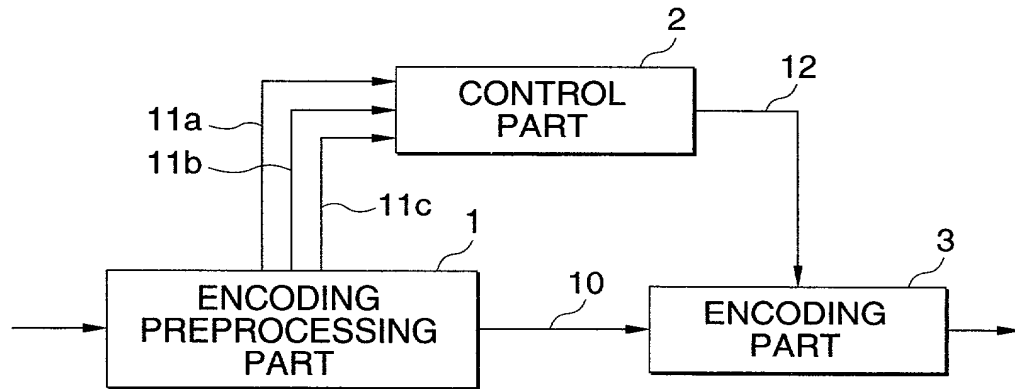 2
CONTROL
PART
12
11a
11b
11c
1
ENCODING
PREPROCESSING
PART
10
3
ENCODING
PART